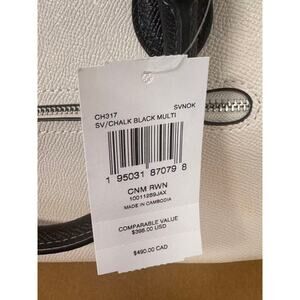 CH317 SVNOK
SV/CHALK BLACK MULTI
1 95031 87079 8
CNM RWN
10011289JAX
MADE IN CAMBODIA
COMPARABLE VALUE
$398.00 USD
$490.00 CAD